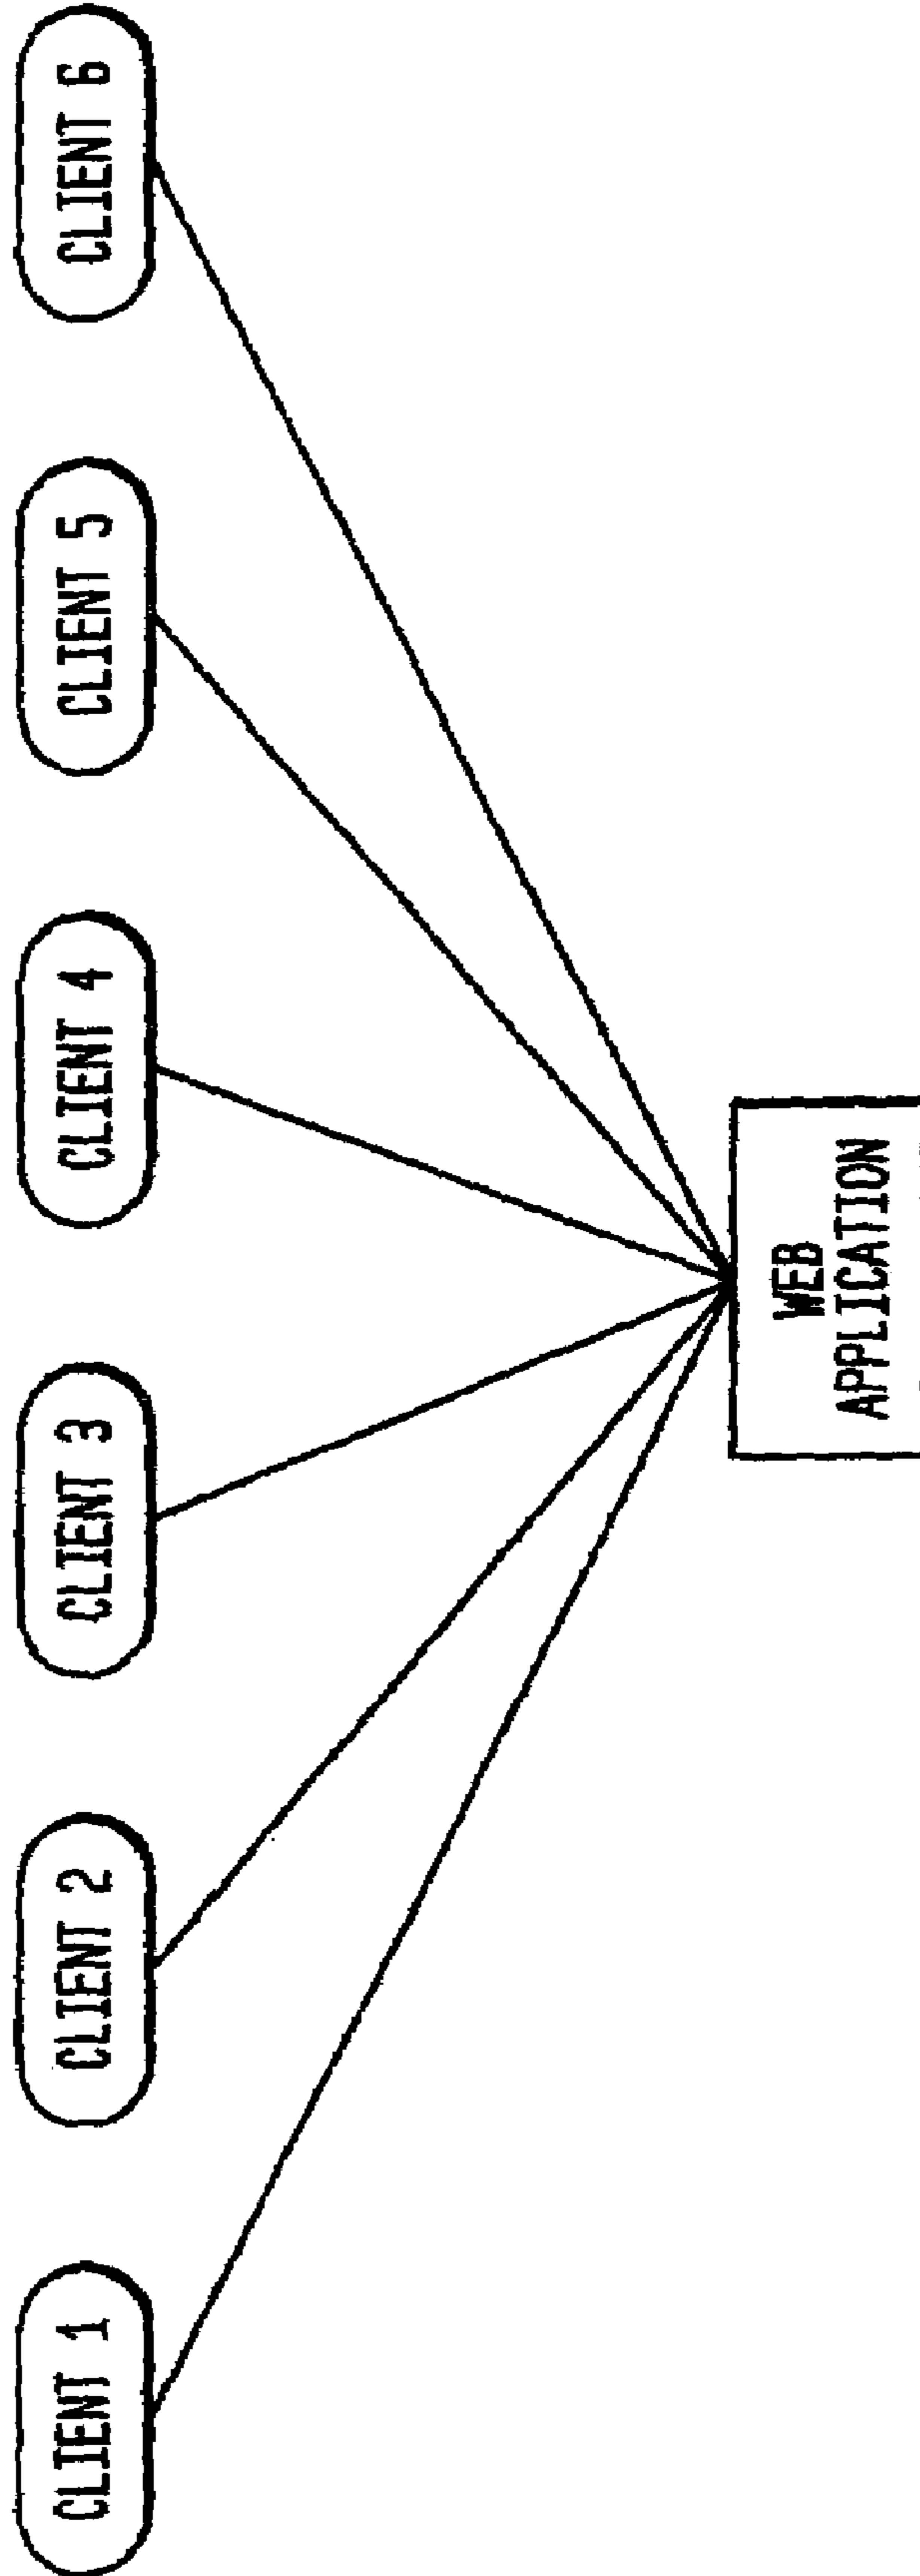 CLIENT 1
CLIENT 2
CLIENT 3
CLIENT 4
CLIENT 5
CLIENT 6
WEB
APPLICATION